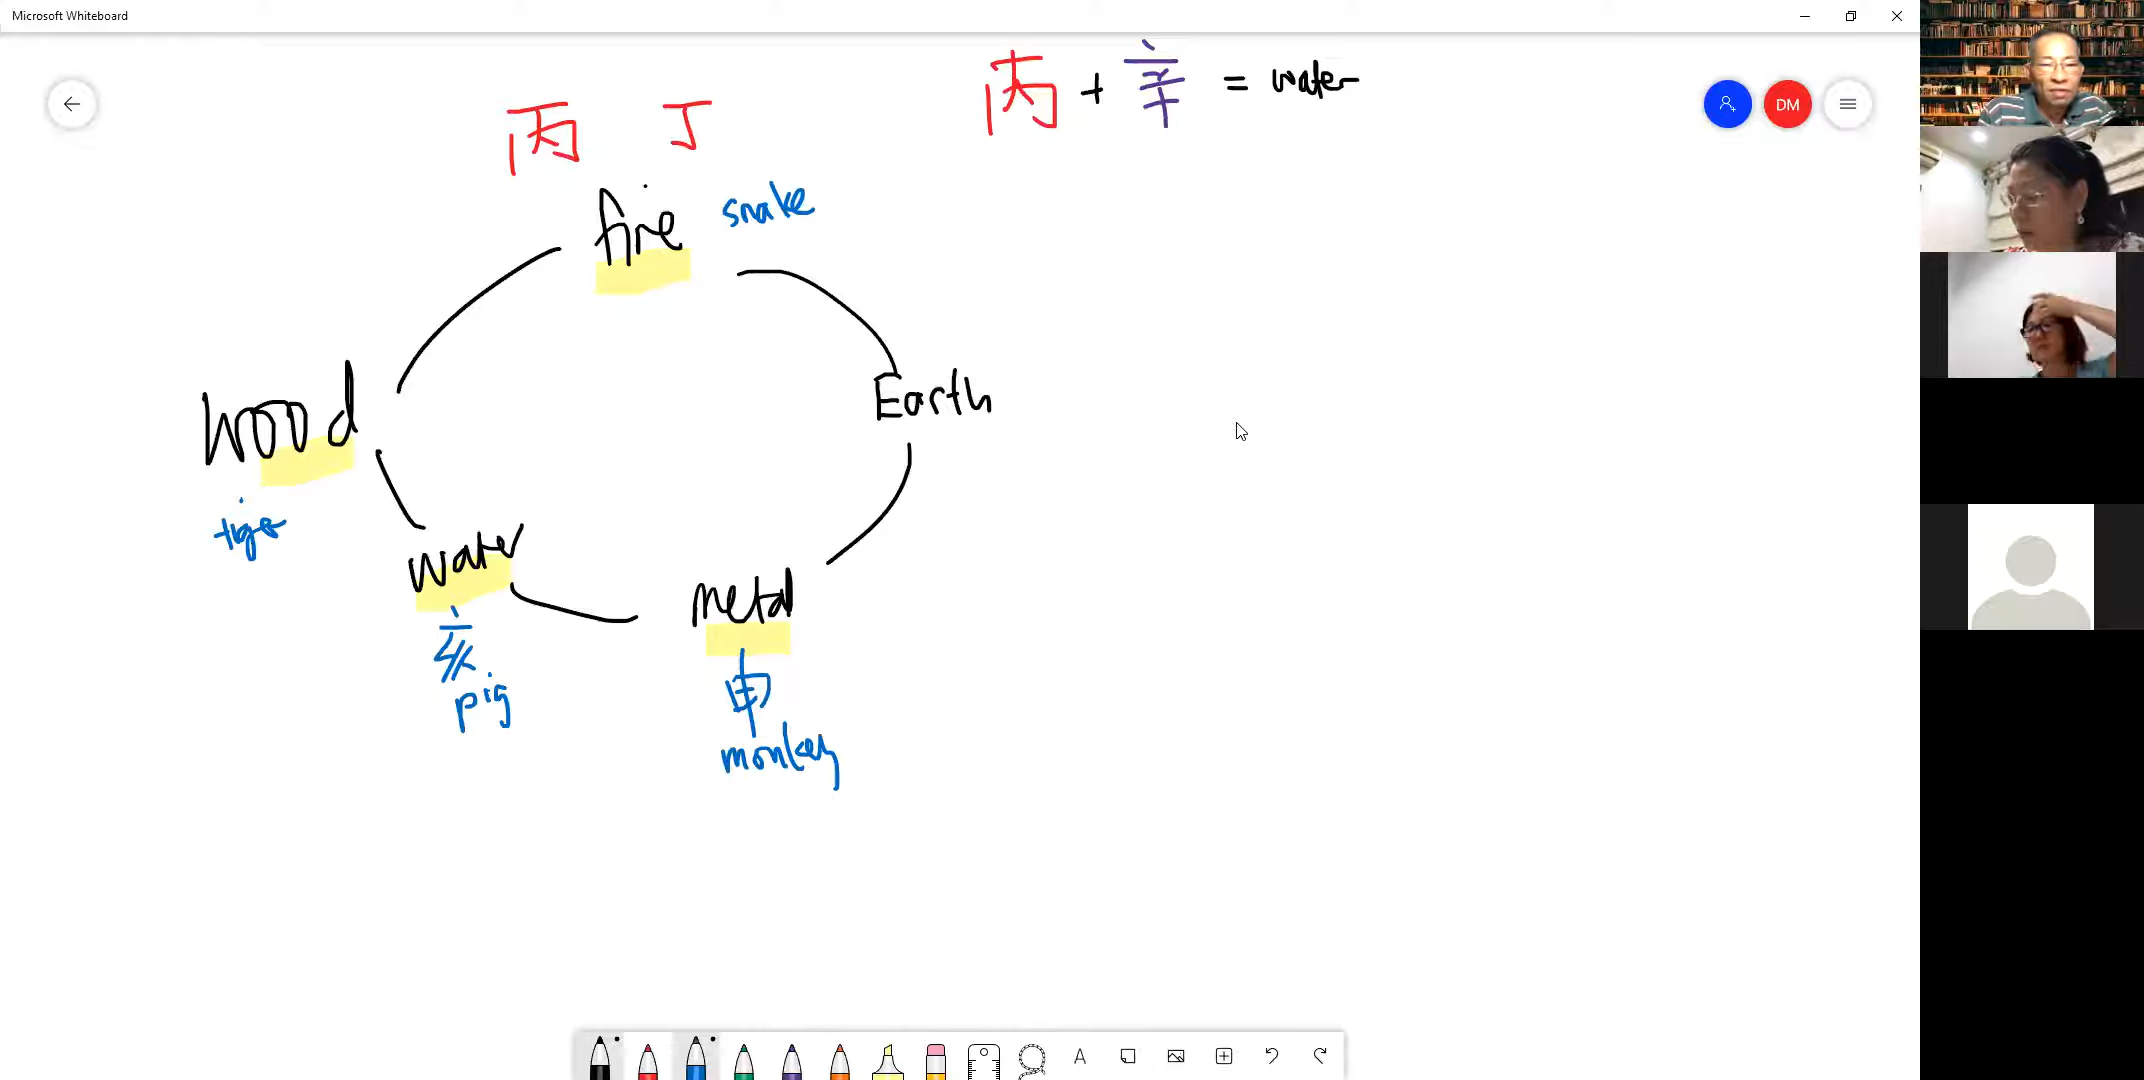 Microsoft Whiteboard
丙 + 辛 = water
丙 丁
DM
fire snake
Earth
wood
tiger
water
metal
亥
申
pig
monkey
A